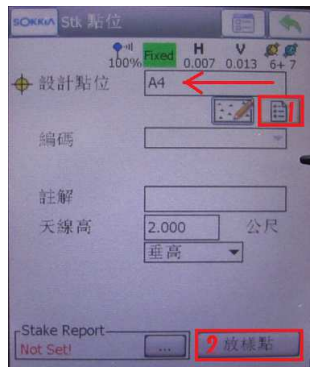 SOKKIA Stk 點位
100% Fixed H 0.007 V 0.013 6+ 7
設計點位 A4
1
編碼
註解
天線高 2.000 公尺
垂高
Stake Report
Not Set! ... 2 放樣點